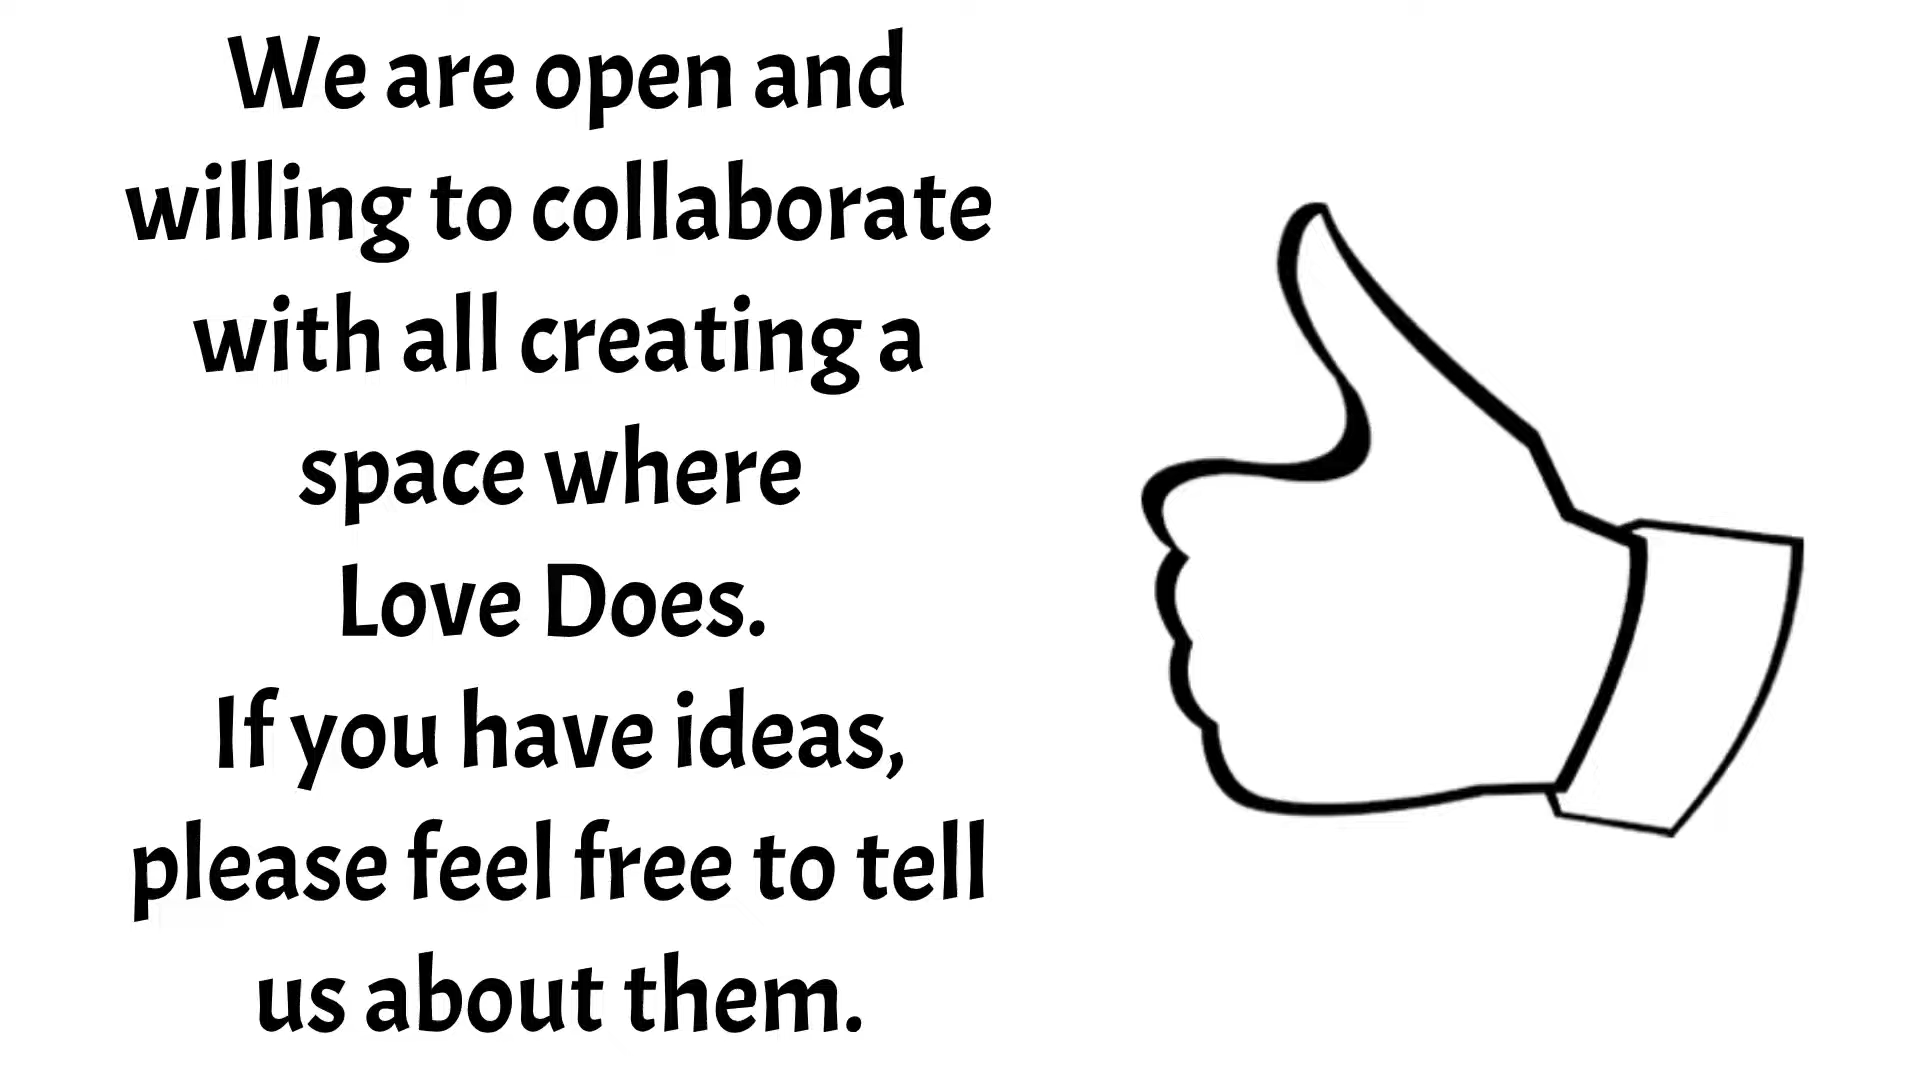 We are open and
willing to collaborate
with all creating a
space where
Love Does.
If you have ideas,
please feel free to tell
us about them.